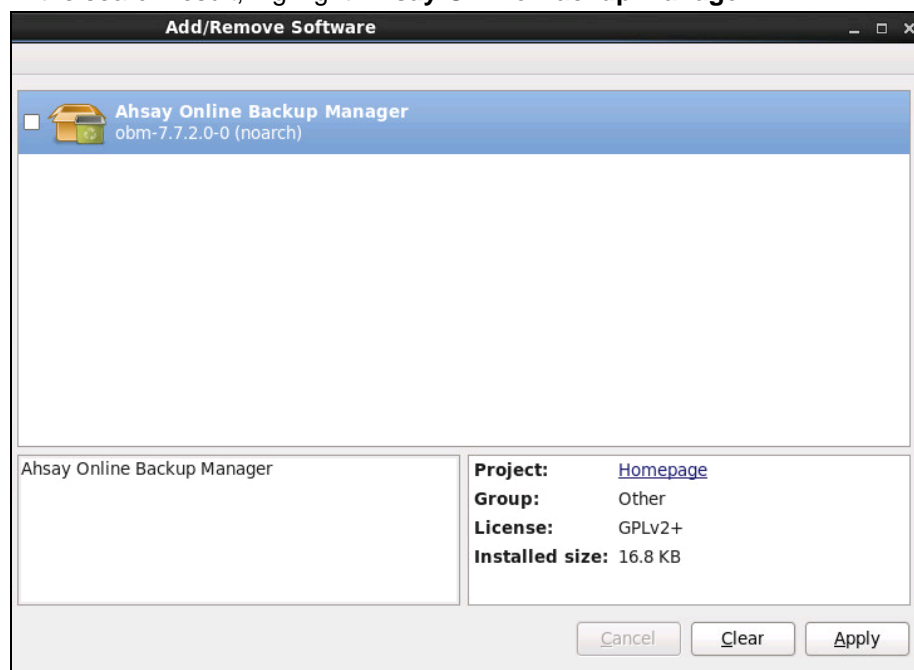 Add/Remove Software
Ahsay Online Backup Manager
obm-7.7.2.0-0 (noarch)
Ahsay Online Backup Manager
Project: Homepage
Group: Other
License: GPLv2+
Installed size: 16.8 KB
Cancel Clear Apply